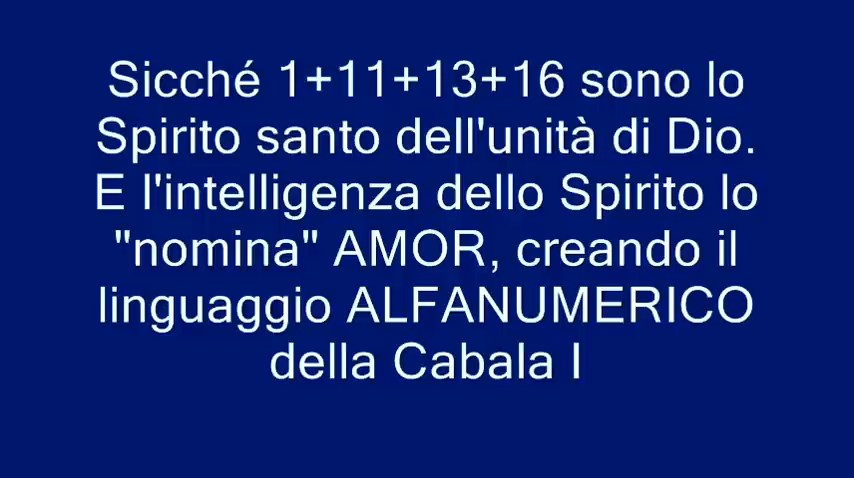 Sicché 1+11+13+16 sono lo
Spirito santo dell'unità di Dio.
E l'intelligenza dello Spirito lo
"nomina" AMOR, creando il
linguaggio ALFANUMERICO
della Cabala I